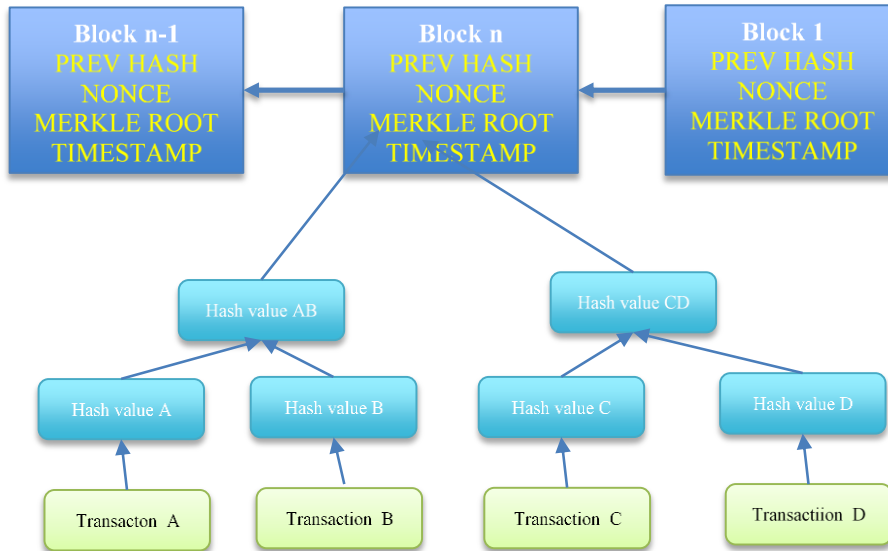 Block n-1
PREV HASH
NONCE
MERKLE ROOT
TIMESTAMP
Block n
PREV HASH
NONCE
MERKLE ROOT
TIMESTAMP
Block 1
PREV HASH
NONCE
MERKLE ROOT
TIMESTAMP
Hash value AB
Hash value CD
Hash value A
Hash value B
Hash value C
Hash value D
Transacton A
Transaction B
Transaction C
Transactiion D